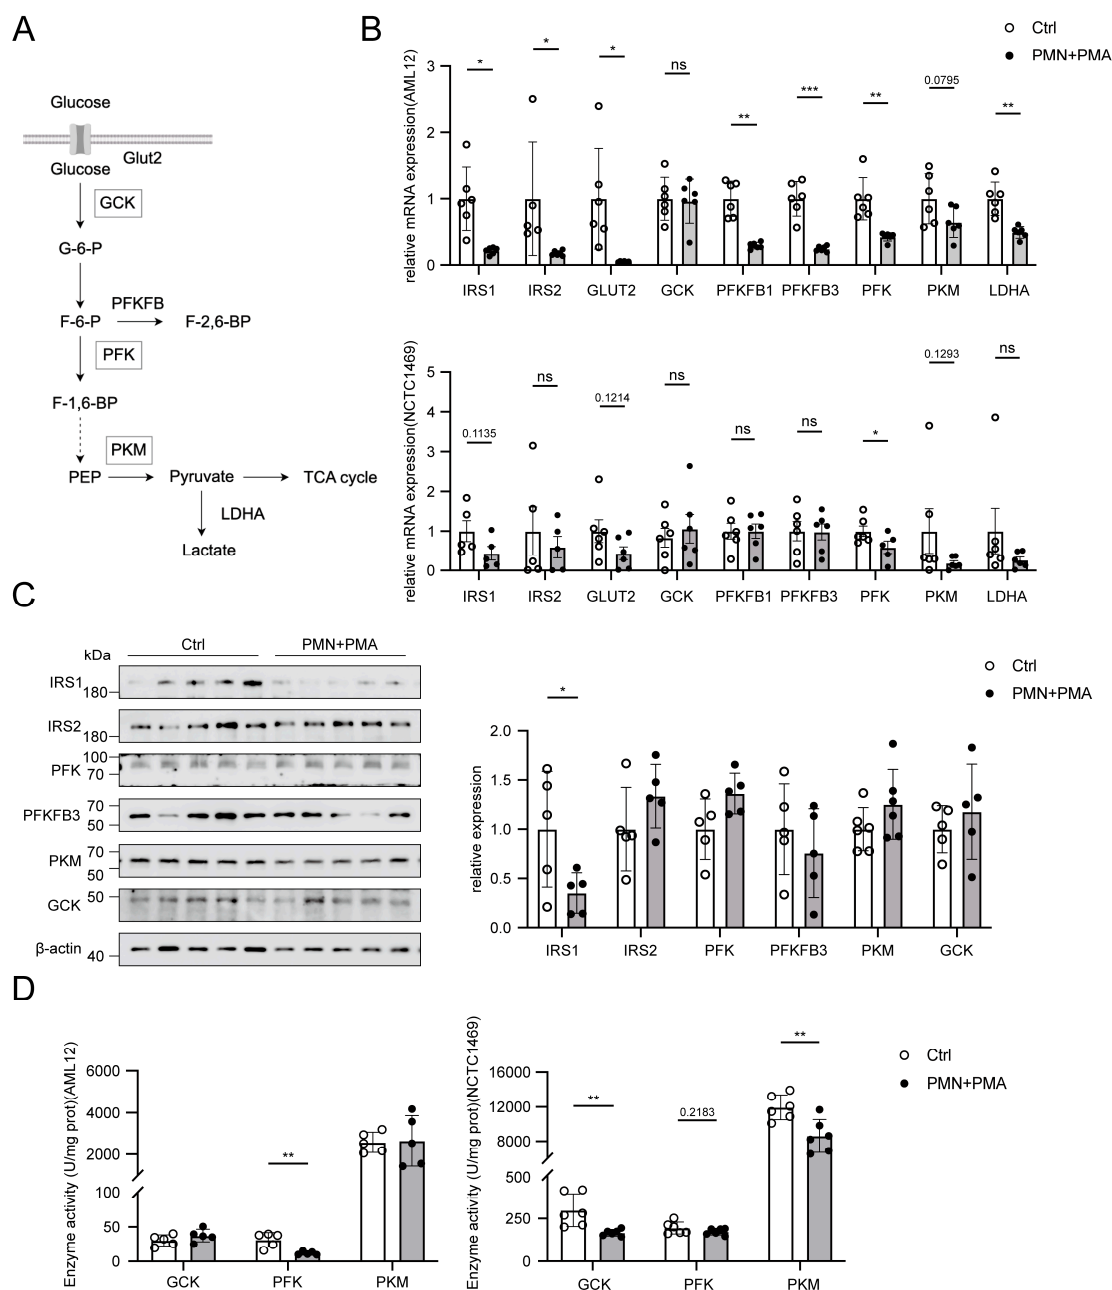 A
Glucose
Glut2
Glucose
GCK
G-6-P
PFKFB
F-6-P
F-2,6-BP
PFK
F-1,6-BP
PKM
PEP
Pyruvate
TCA cycle
LDHA
Lactate
B
Ctrl
PMN+PMA
relative mRNA expression(AML12)
3
2
1
0
* * * ns ** *** ** 0.0795 **
IRS1 IRS2 GLUT2 GCK PFKFB1 PFKFB3 PFK PKM LDHA
relative mRNA expression(NCTC1469)
5
4
3
2
1
0
0.1135 ns 0.1214 ns ns ns * 0.1293 ns
IRS1 IRS2 GLUT2 GCK PFKFB1 PFKFB3 PFK PKM LDHA
C
Ctrl PMN+PMA
kDa
IRS1
180
IRS2
180
100
PFK 70
70
PFKFB3
50
70
PKM
50
50
GCK
β-actin
40
Ctrl
PMN+PMA
relative expression
2.0
1.5
1.0
0.5
0.0
*
IRS1 IRS2 PFK PFKFB3 PKM GCK
D
Enzyme activity (U/mg prot)(AML12)
6000
4000
2000
100
50
0
**
GCK PFK PKM
Enzyme activity (U/mg prot)(NCTC1469)
16000
12000
8000
500
250
0
** 0.2183 **
GCK PFK PKM
Ctrl
PMN+PMA